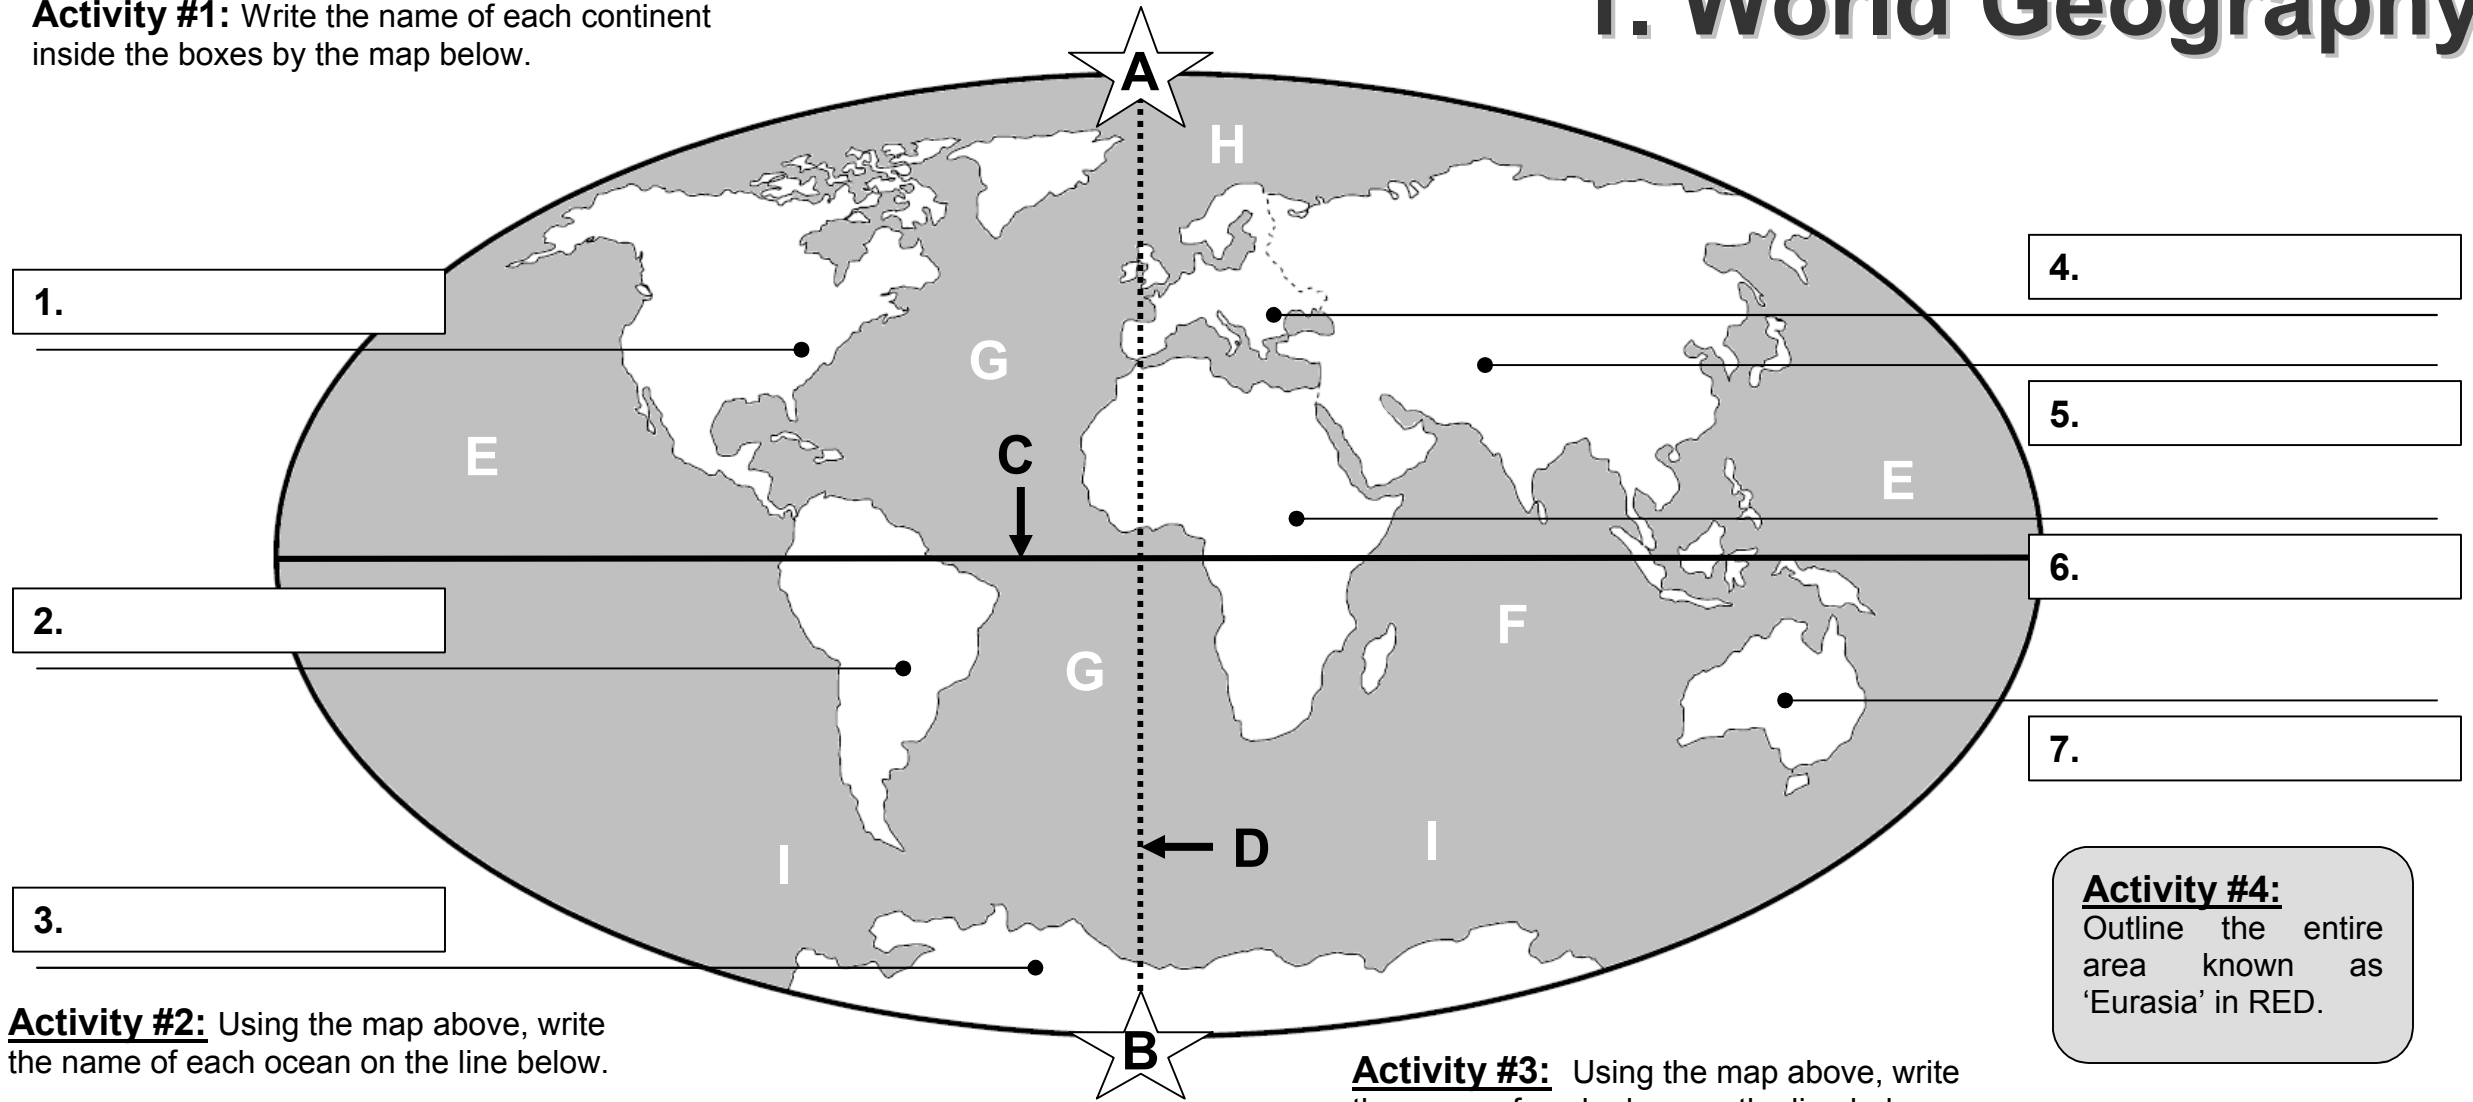 Activity #1: Write the name of each continent
inside the boxes by the map below.
1. World Geography
A
H
1.
4.
G
5.
E
C
E
6.
2.
F
G
7.
D
I
I
3.
Activity #4:
Outline the entire
area known as
‘Eurasia’ in RED.
Activity #2: Using the map above, write
the name of each ocean on the line below.
B
Activity #3: Using the map above, write